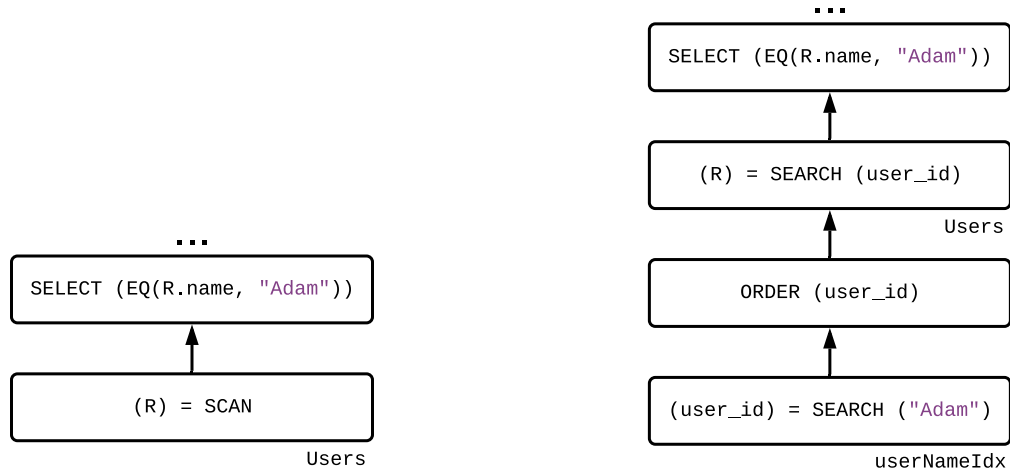 ...
SELECT (EQ(R.name, "Adam"))
(R) = SCAN
Users
...
SELECT (EQ(R.name, "Adam"))
(R) = SEARCH (user_id)
Users
ORDER (user_id)
(user_id) = SEARCH ("Adam")
userNameIdx